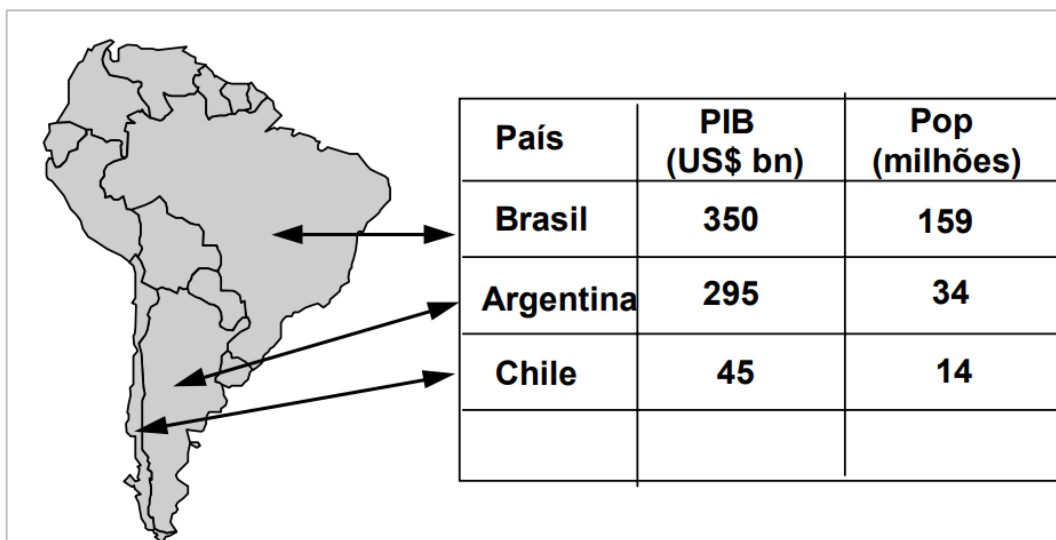 País PIB (US$ bn) Pop (milhões)
Brasil 350 159
Argentina 295 34
Chile 45 14